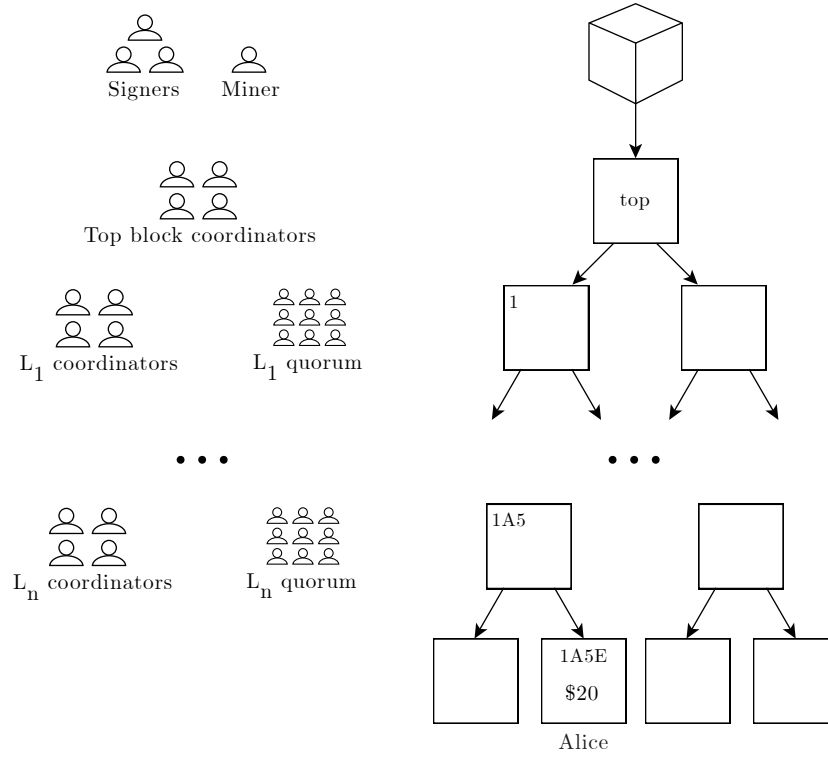 Signers
Miner
top
Top block coordinators
1
L1 coordinators
L1 quorum
1A5
Ln coordinators
Ln quorum
1A5E
$20
Alice